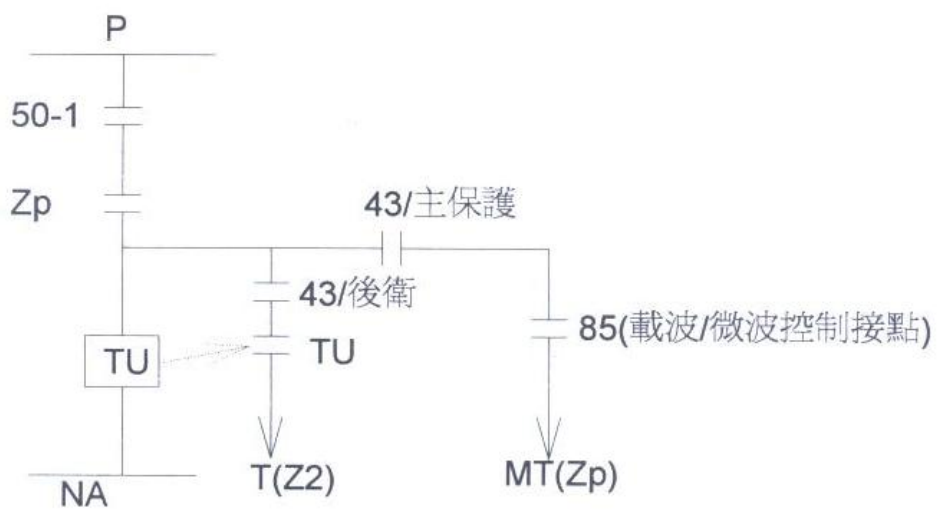 P
50-1
Zp
43/主保護
43/後衛
85(載波/微波控制接點)
TU
TU
T(Z2)
MT(Zp)
NA